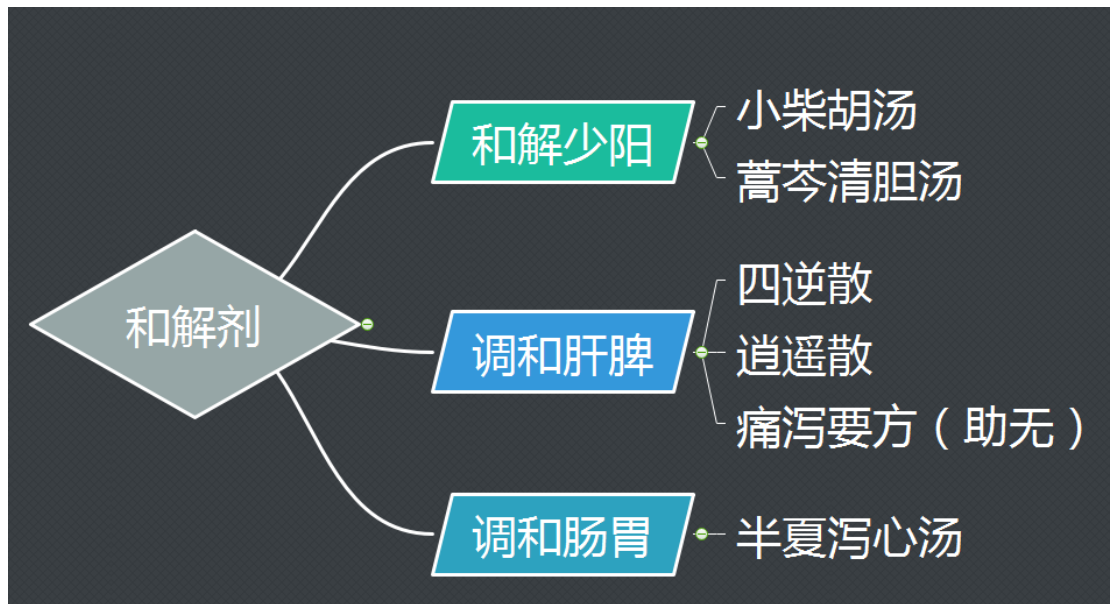 和解剂
和解少阳
小柴胡汤
蒿芩清胆汤
调和肝脾
四逆散
逍遥散
痛泻要方（助无）
调和肠胃
半夏泻心汤